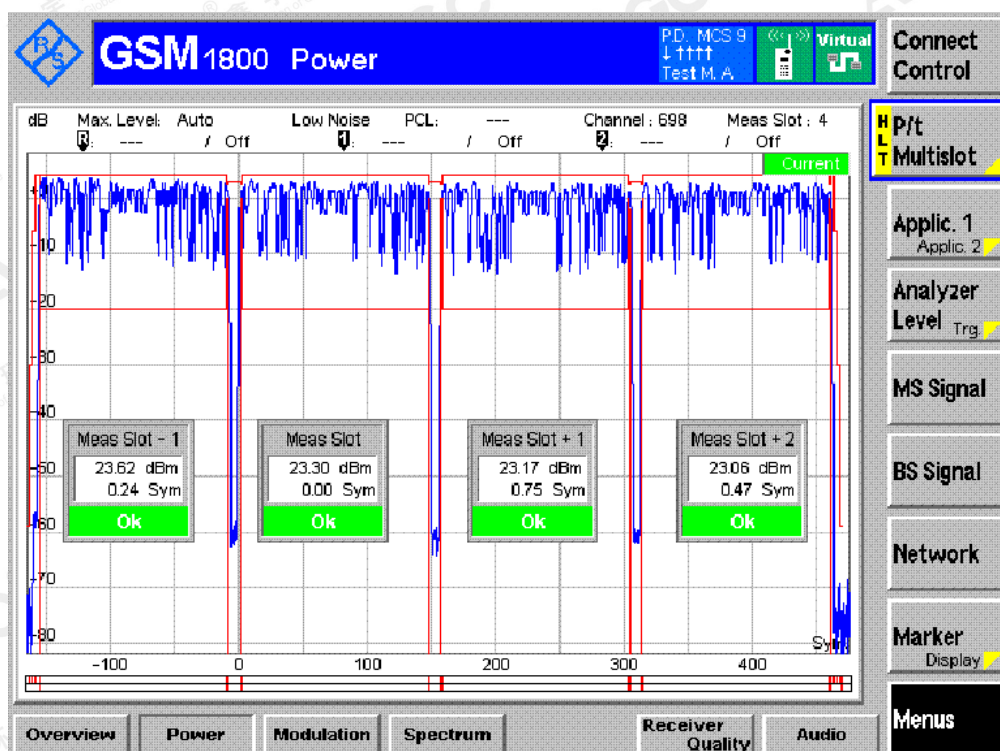 R&S
GSM 1800 Power
P.D. MCS 9
↓ ↑↑↑↑
Test M. A
Virtual
Connect
Control
dB Max. Level: Auto Low Noise PCL: --- Channel : 698 Meas Slot : 4
R: --- / Off 1: --- / Off 2: --- / Off
Current
H
L
T
P/t
Multislot
Applic. 1
Applic. 2
Analyzer
Level Trg.
MS Signal
BS Signal
Network
Marker
Display
Menus
-10
-20
-30
-40
-50
-60
-70
-80
Meas Slot - 1
23.62 dBm
0.24 Sym
Ok
Meas Slot
23.30 dBm
0.00 Sym
Ok
Meas Slot + 1
23.17 dBm
0.75 Sym
Ok
Meas Slot + 2
23.06 dBm
0.47 Sym
Ok
-100 0 100 200 300 400
Overview Power Modulation Spectrum Receiver Quality Audio